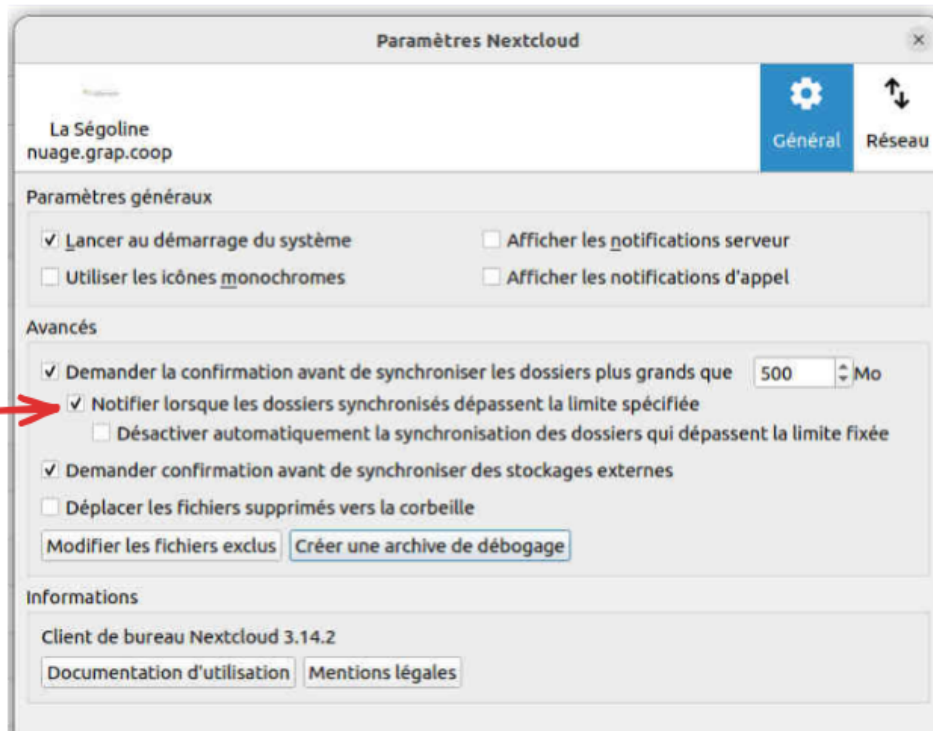 Paramètres Nextcloud
La Ségoline
nuage.grap.coop
Général
Réseau
Paramètres généraux
Lancer au démarrage du système
Afficher les notifications serveur
Utiliser les icônes monochromes
Afficher les notifications d'appel
Avancés
Demander la confirmation avant de synchroniser les dossiers plus grands que 500 Mo
Notifier lorsque les dossiers synchronisés dépassent la limite spécifiée
Désactiver automatiquement la synchronisation des dossiers qui dépassent la limite fixée
Demander confirmation avant de synchroniser des stockages externes
Déplacer les fichiers supprimés vers la corbeille
Modifier les fichiers exclus Créer une archive de débogage
Informations
Client de bureau Nextcloud 3.14.2
Documentation d'utilisation Mentions légales